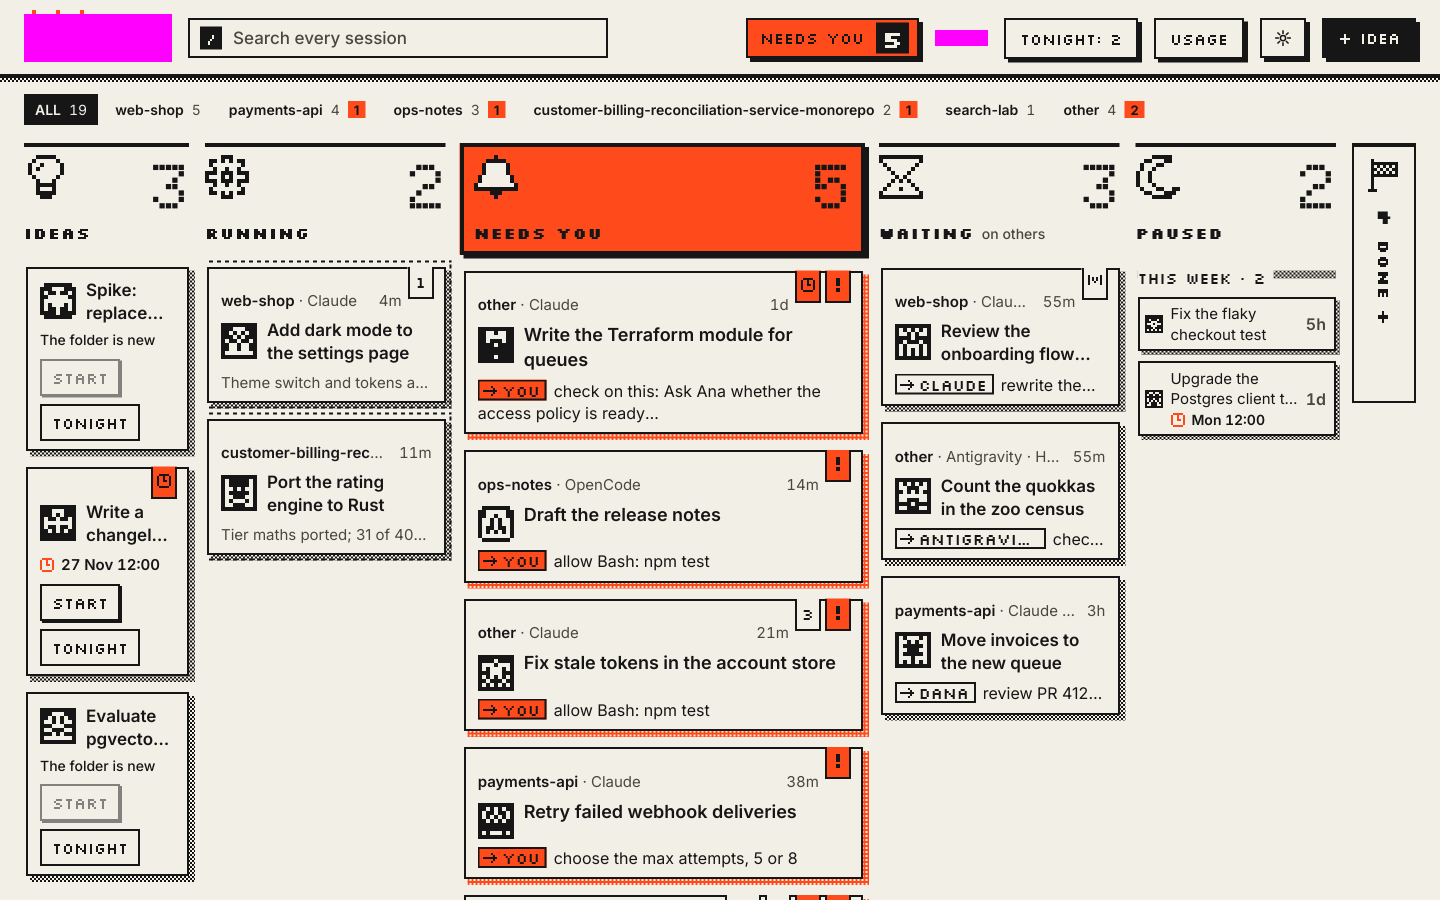 / Search every session
NEEDS YOU 5
TONIGHT: 2
USAGE
+ IDEA
ALL 19
web-shop 5
payments-api 4 1
ops-notes 3 1
customer-billing-reconciliation-service-monorepo 2 1
search-lab 1
other 4 2
3
IDEAS
Spike:
replace...
The folder is new
START
TONIGHT
Write a
changel...
27 Nov 12:00
START
TONIGHT
Evaluate
pgvecto...
The folder is new
START
TONIGHT
2
RUNNING
1
web-shop · Claude 4m
Add dark mode to
the settings page
Theme switch and tokens a...
customer-billing-rec... 11m
Port the rating
engine to Rust
Tier maths ported; 31 of 40...
5
NEEDS YOU
!
other · Claude 1d
Write the Terraform module for
queues
→ YOU check on this: Ask Ana whether the
access policy is ready...
!
ops-notes · OpenCode 14m
Draft the release notes
→ YOU allow Bash: npm test
3 !
other · Claude 21m
Fix stale tokens in the account store
→ YOU allow Bash: npm test
!
payments-api · Claude 38m
Retry failed webhook deliveries
→ YOU choose the max attempts, 5 or 8
3
WAITING on others
web-shop · Clau... 55m
Review the
onboarding flow...
→ CLAUDE rewrite the...
other · Antigravity · H... 55m
Count the quokkas
in the zoo census
→ ANTIGRAVI... chec...
payments-api · Claude ... 3h
Move invoices to
the new queue
→ DANA review PR 412...
2
PAUSED
THIS WEEK · 2
Fix the flaky
checkout test
5h
Upgrade the
Postgres client t... 1d
Mon 12:00
4 DONE +